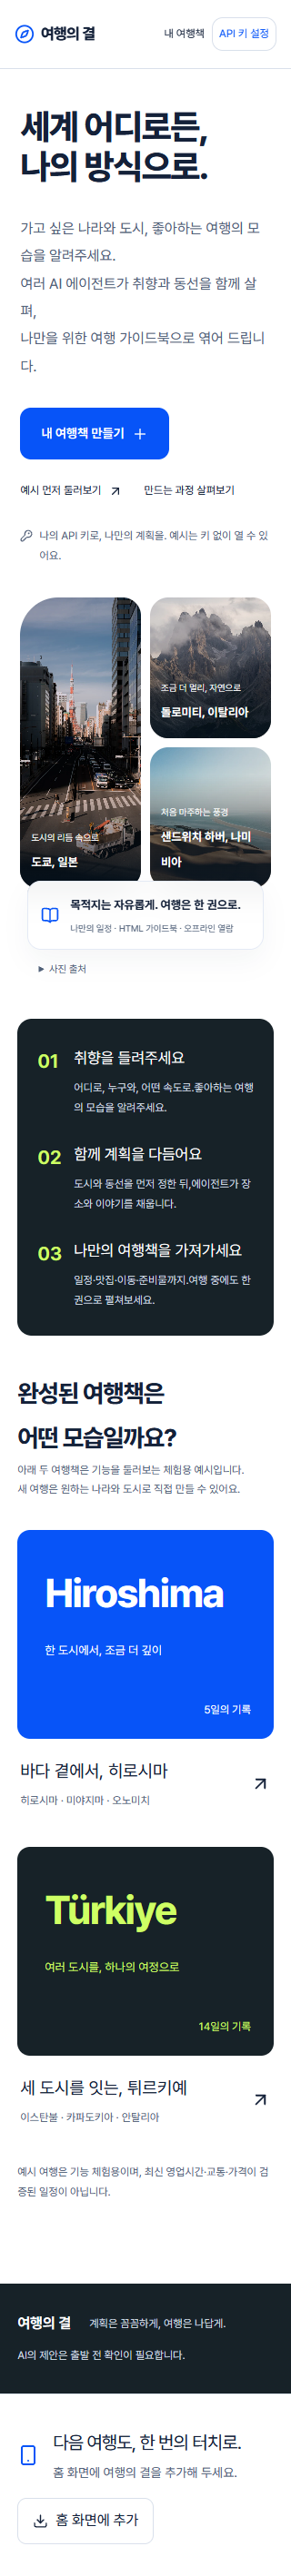 여행의 결
내 여행책
API 키 설정
세계 어디로든,
나의 방식으로.
가고 싶은 나라와 도시, 좋아하는 여행의 모
습을 알려주세요.
여러 AI 에이전트가 취향과 동선을 함께 살
펴,
나만을 위한 여행 가이드북으로 엮어 드립니
다.
내 여행책 만들기
예시 먼저 둘러보기
만드는 과정 살펴보기
나의 API 키로, 나만의 계획을. 예시는 키 없이 열 수 있
어요.
도시의 리듬 속으로
도쿄, 일본
조금 더 멀리, 자연으로
돌로미티, 이탈리아
처음 마주하는 풍경
샌드위치 하버, 나미
비아
목적지는 자유롭게. 여행은 한 권으로.
나만의 일정 · HTML 가이드북 · 오프라인 열람
▶ 사진 출처
01 취향을 들려주세요
어디로, 누구와, 어떤 속도로.좋아하는 여행
의 모습을 알려주세요.
02 함께 계획을 다듬어요
도시와 동선을 먼저 정한 뒤,에이전트가 장
소와 이야기를 채웁니다.
03 나만의 여행책을 가져가세요
일정·맛집·이동·준비물까지.여행 중에도 한
권으로 펼쳐보세요.
완성된 여행책은
어떤 모습일까요?
아래 두 여행책은 기능을 둘러보는 체험용 예시입니다.
새 여행은 원하는 나라와 도시로 직접 만들 수 있어요.
Hiroshima
한 도시에서, 조금 더 깊이
5일의 기록
바다 곁에서, 히로시마
히로시마 · 미야지마 · 오노미치
Türkiye
여러 도시를, 하나의 여정으로
14일의 기록
세 도시를 잇는, 튀르키예
이스탄불 · 카파도키아 · 안탈리아
예시 여행은 기능 체험용이며, 최신 영업시간·교통·가격이 검
증된 일정이 아닙니다.
여행의 결
계획은 꼼꼼하게, 여행은 나답게.
AI의 제안은 출발 전 확인이 필요합니다.
다음 여행도, 한 번의 터치로.
홈 화면에 여행의 결을 추가해 두세요.
홈 화면에 추가